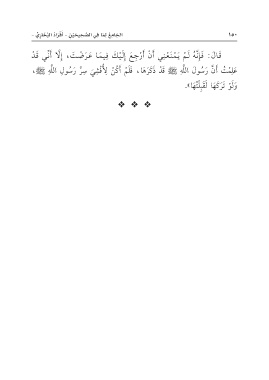 ٢٥٠ الجامع لما في الصحيحين - أفراد البخاري -
قَالَ: فَإِنَّهُ لَمْ يَمْنَعْنِي أَنْ أَرْجِعَ إِلَيْكَ فِيمَا عَرَضْتَ، إِلَّا أَنِّي قَدْ
عَلِمْتُ أَنَّ رَسُولَ اللَّهِ ﷺ قَدْ ذَكَرَهَا، فَلَمْ أَكُنْ لِأُفْشِيَ سِرَّ رَسُولِ اللَّهِ ﷺ،
وَلَوْ تَرَكَهَا لَقَبِلْتُهَا».